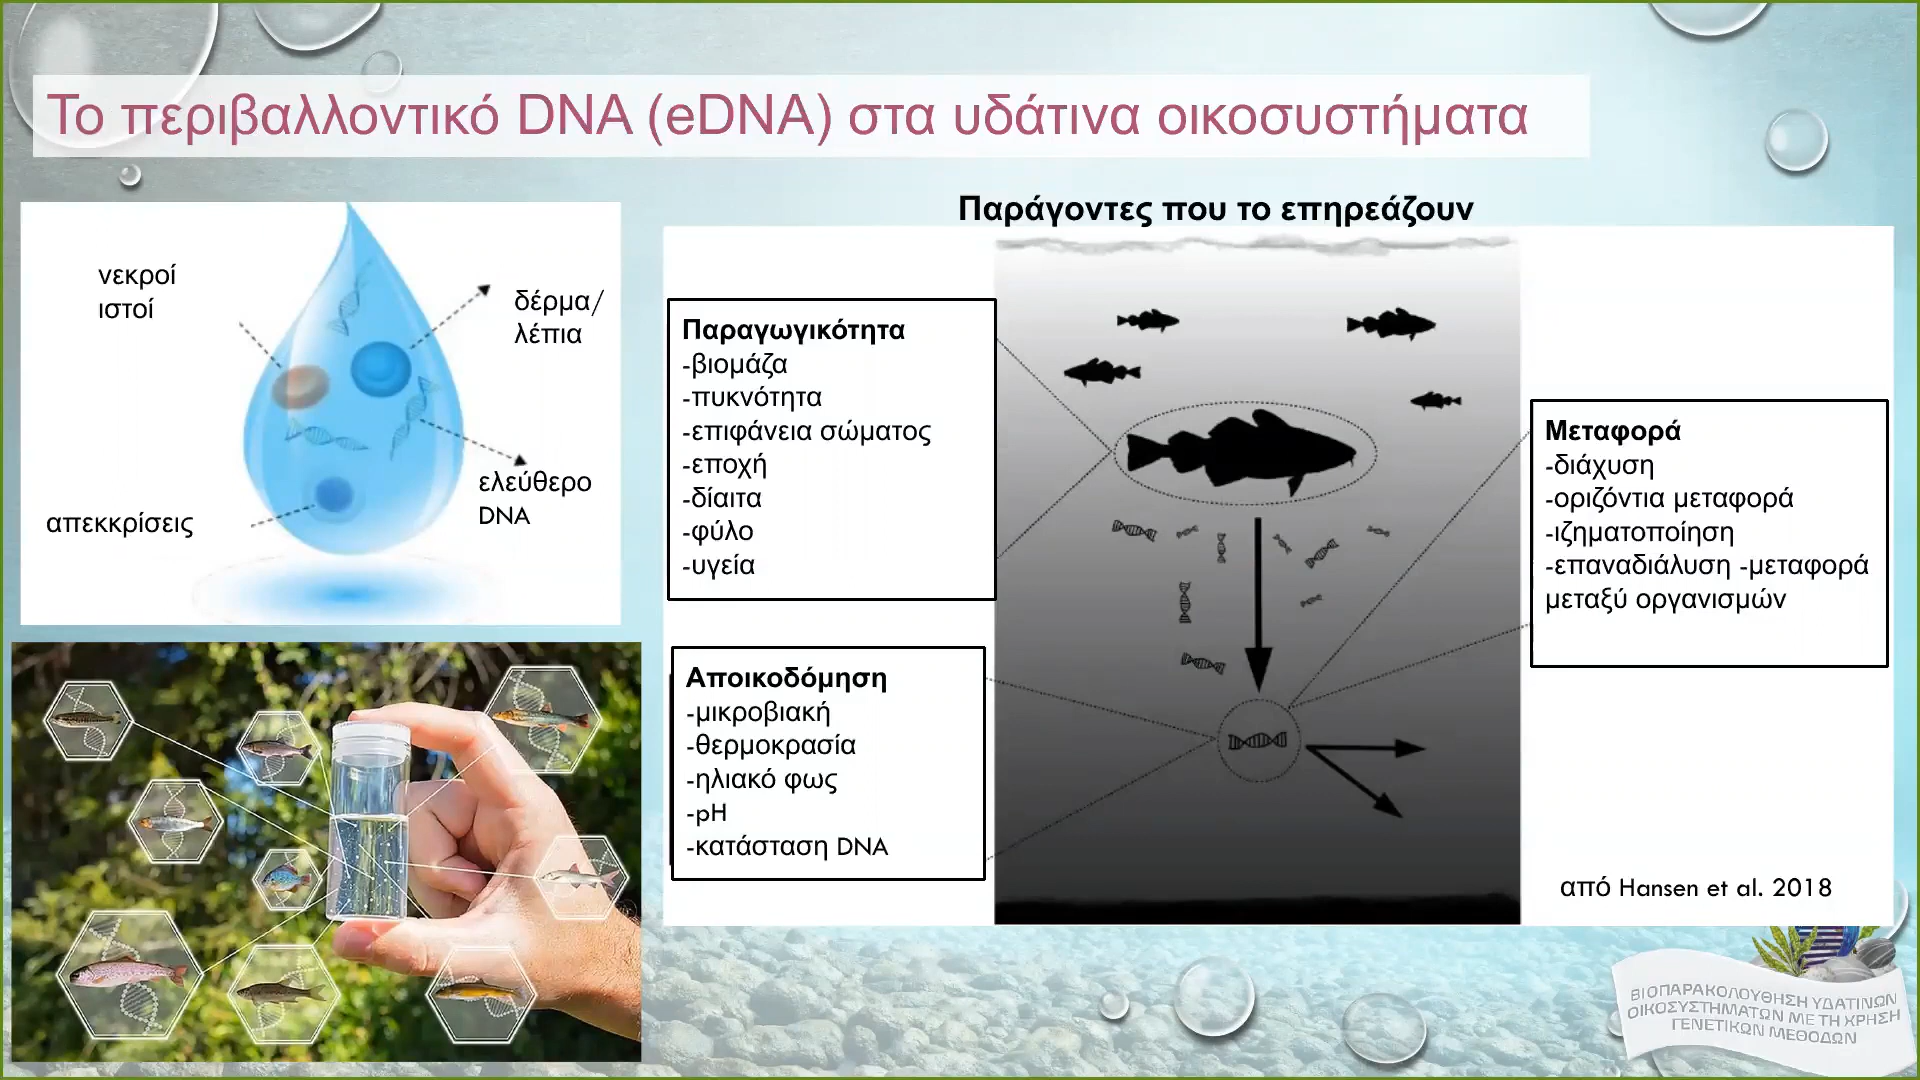 Το περιβαλλοντικό DNA (eDNA) στα υδάτινα οικοσυστήματα
νεκροί
ιστοί
δέρμα/
λέπια
ελεύθερο
DNA
απεκκρίσεις
Παράγοντες που το επηρεάζουν
Παραγωγικότητα
-βιομάζα
-πυκνότητα
-επιφάνεια σώματος
-εποχή
-δίαιτα
-φύλο
-υγεία
Αποικοδόμηση
-μικροβιακή
-θερμοκρασία
-ηλιακό φως
-pH
-κατάσταση DNA
Μεταφορά
-διάχυση
-οριζόντια μεταφορά
-ιζηματοποίηση
-επαναδιάλυση -μεταφορά
μεταξύ οργανισμών
από Hansen et al. 2018
ΒΙΟΠΑΡΑΚΟΛΟΥΘΗΣΗ ΥΔΑΤΙΝΩΝ
ΟΙΚΟΣΥΣΤΗΜΑΤΩΝ ΜΕ ΤΗ ΧΡΗΣΗ
ΓΕΝΕΤΙΚΩΝ ΜΕΘΟΔΩΝ